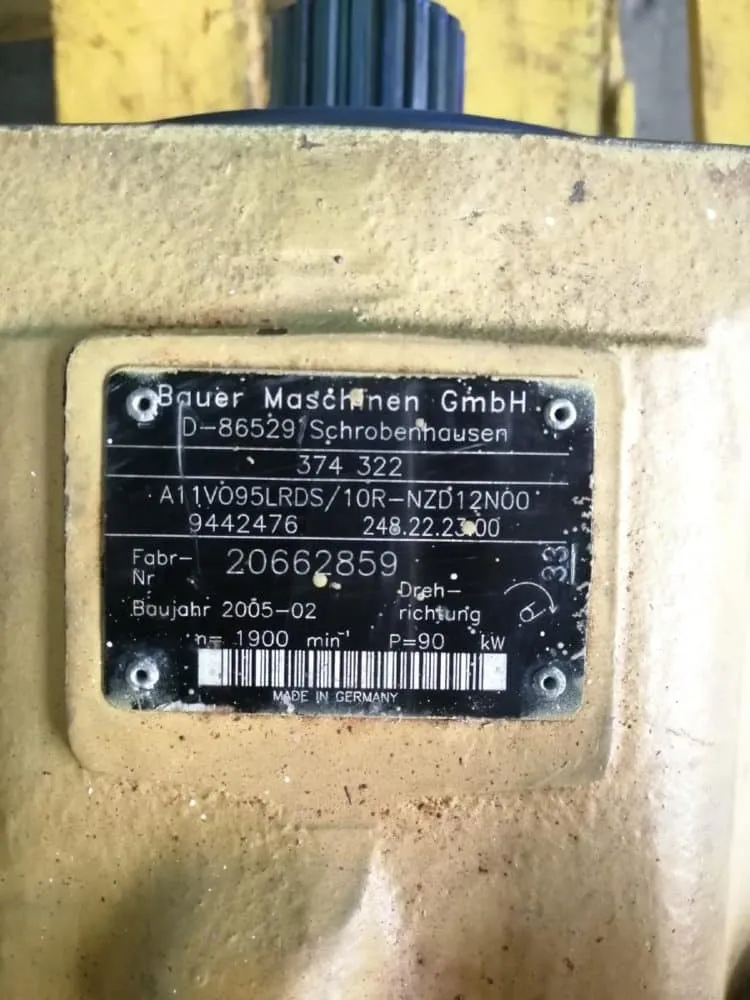 Bauer Maschinen GmbH
D-86529 Schrobenhausen
374 322
A11VO95LRDS/10R-NZD12N00
9442476 248.22.23.00
Fabr-
Nr 20662859
33
Baujahr 2005-02
Dreh-
richtung
n= 1900 min⁻¹ P=90 kW
MADE IN GERMANY